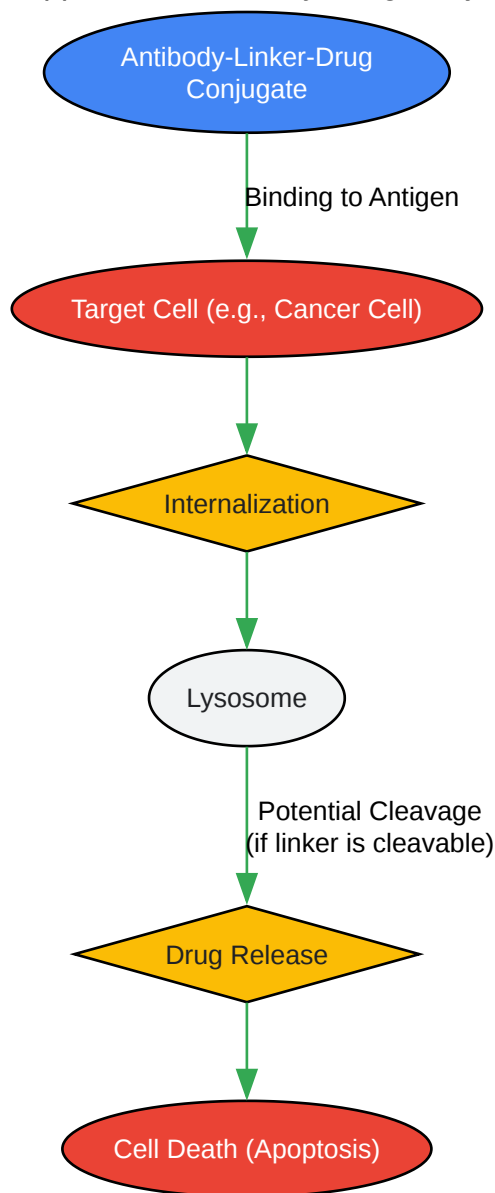 Antibody-Linker-Drug
Conjugate
Binding to Antigen
Target Cell (e.g., Cancer Cell)
Internalization
Lysosome
Potential Cleavage
(if linker is cleavable)
Drug Release
Cell Death (Apoptosis)